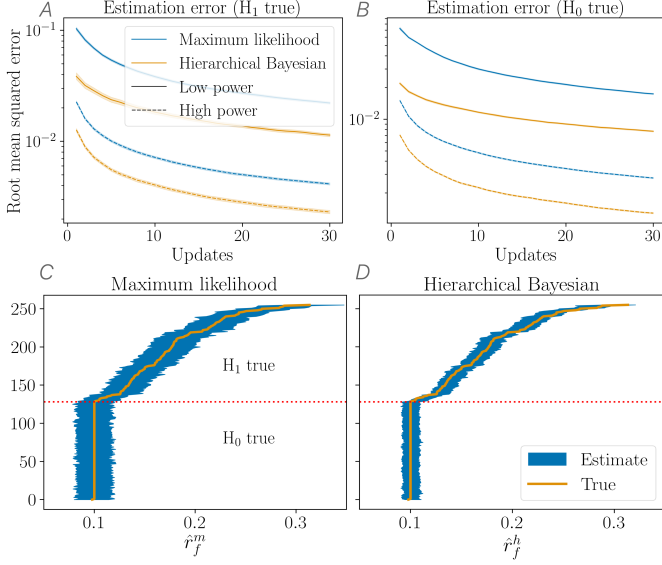 A
Estimation error (H1 true)
B
Estimation error (H0 true)
Root mean squared error
10⁻¹
10⁻²
Maximum likelihood
Hierarchical Bayesian
Low power
High power
0
10
20
30
Updates
10⁻²
0
10
20
30
Updates
C
Maximum likelihood
D
Hierarchical Bayesian
250
200
150
100
50
0
H1 true
H0 true
Estimate
True
0.1
0.2
0.3
0.1
0.2
0.3
r̂_f^m
r̂_f^h